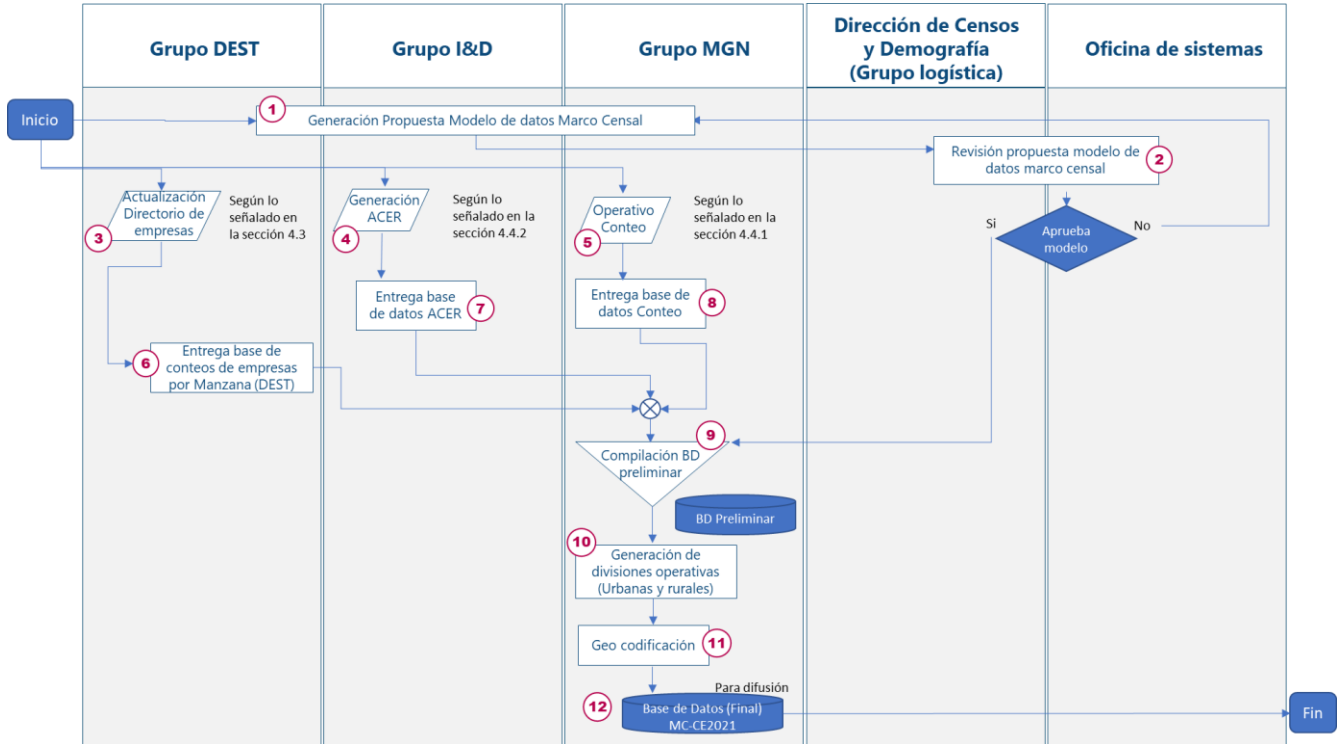 Grupo DEST
Grupo I&D
Grupo MGN
Dirección de Censos
y Demografía
(Grupo logística)
Oficina de sistemas
Inicio
1
Generación Propuesta Modelo de datos Marco Censal
Revisión propuesta modelo de
datos marco censal
2
Actualización
Directorio de
empresas
3
Según lo
señalado en
la sección 4.3
Generación
ACER
4
Según lo
señalado en la
sección 4.4.2
Operativo
Conteo
5
Según lo
señalado en la
sección 4.4.1
Si
Aprueba
modelo
No
Entrega base
de datos ACER
7
Entrega base de
datos Conteo
8
6
Entrega base de
conteos de empresas
por Manzana (DEST)
9
Compilación BD
preliminar
BD Preliminar
10
Generación de
divisiones operativas
(Urbanas y rurales)
Geo codificación
11
Para difusión
12
Base de Datos (Final)
MC-CE2021
Fin